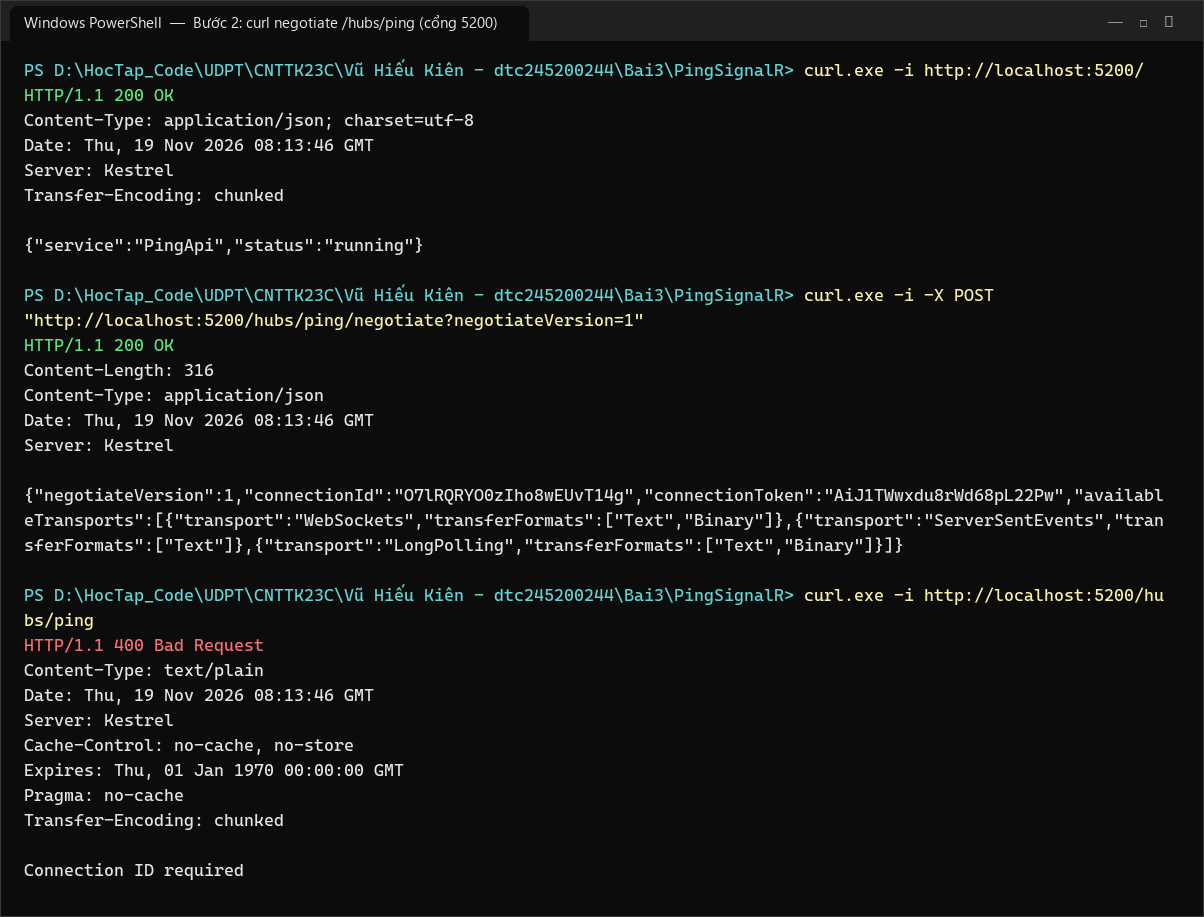 Windows PowerShell — Bước 2: curl negotiate /hubs/ping (cổng 5200)
PS D:\HocTap_Code\UDPT\CNTTK23C\Vũ Hiếu Kiên - dtc245200244\Bai3\PingSignalR> curl.exe -i http://localhost:5200/
HTTP/1.1 200 OK
Content-Type: application/json; charset=utf-8
Date: Thu, 19 Nov 2026 08:13:46 GMT
Server: Kestrel
Transfer-Encoding: chunked
{"service":"PingApi","status":"running"}
PS D:\HocTap_Code\UDPT\CNTTK23C\Vũ Hiếu Kiên - dtc245200244\Bai3\PingSignalR> curl.exe -i -X POST
"http://localhost:5200/hubs/ping/negotiate?negotiateVersion=1"
HTTP/1.1 200 OK
Content-Length: 316
Content-Type: application/json
Date: Thu, 19 Nov 2026 08:13:46 GMT
Server: Kestrel
{"negotiateVersion":1,"connectionId":"O7lRQRYO0zIho8wEUvT14g","connectionToken":"AiJ1TWwxdu8rWd68pL22Pw","availabl
eTransports":[{"transport":"WebSockets","transferFormats":["Text","Binary"]},{"transport":"ServerSentEvents","tran
sferFormats":["Text"]},{"transport":"LongPolling","transferFormats":["Text","Binary"]}]}
PS D:\HocTap_Code\UDPT\CNTTK23C\Vũ Hiếu Kiên - dtc245200244\Bai3\PingSignalR> curl.exe -i http://localhost:5200/hu
bs/ping
HTTP/1.1 400 Bad Request
Content-Type: text/plain
Date: Thu, 19 Nov 2026 08:13:46 GMT
Server: Kestrel
Cache-Control: no-cache, no-store
Expires: Thu, 01 Jan 1970 00:00:00 GMT
Pragma: no-cache
Transfer-Encoding: chunked
Connection ID required